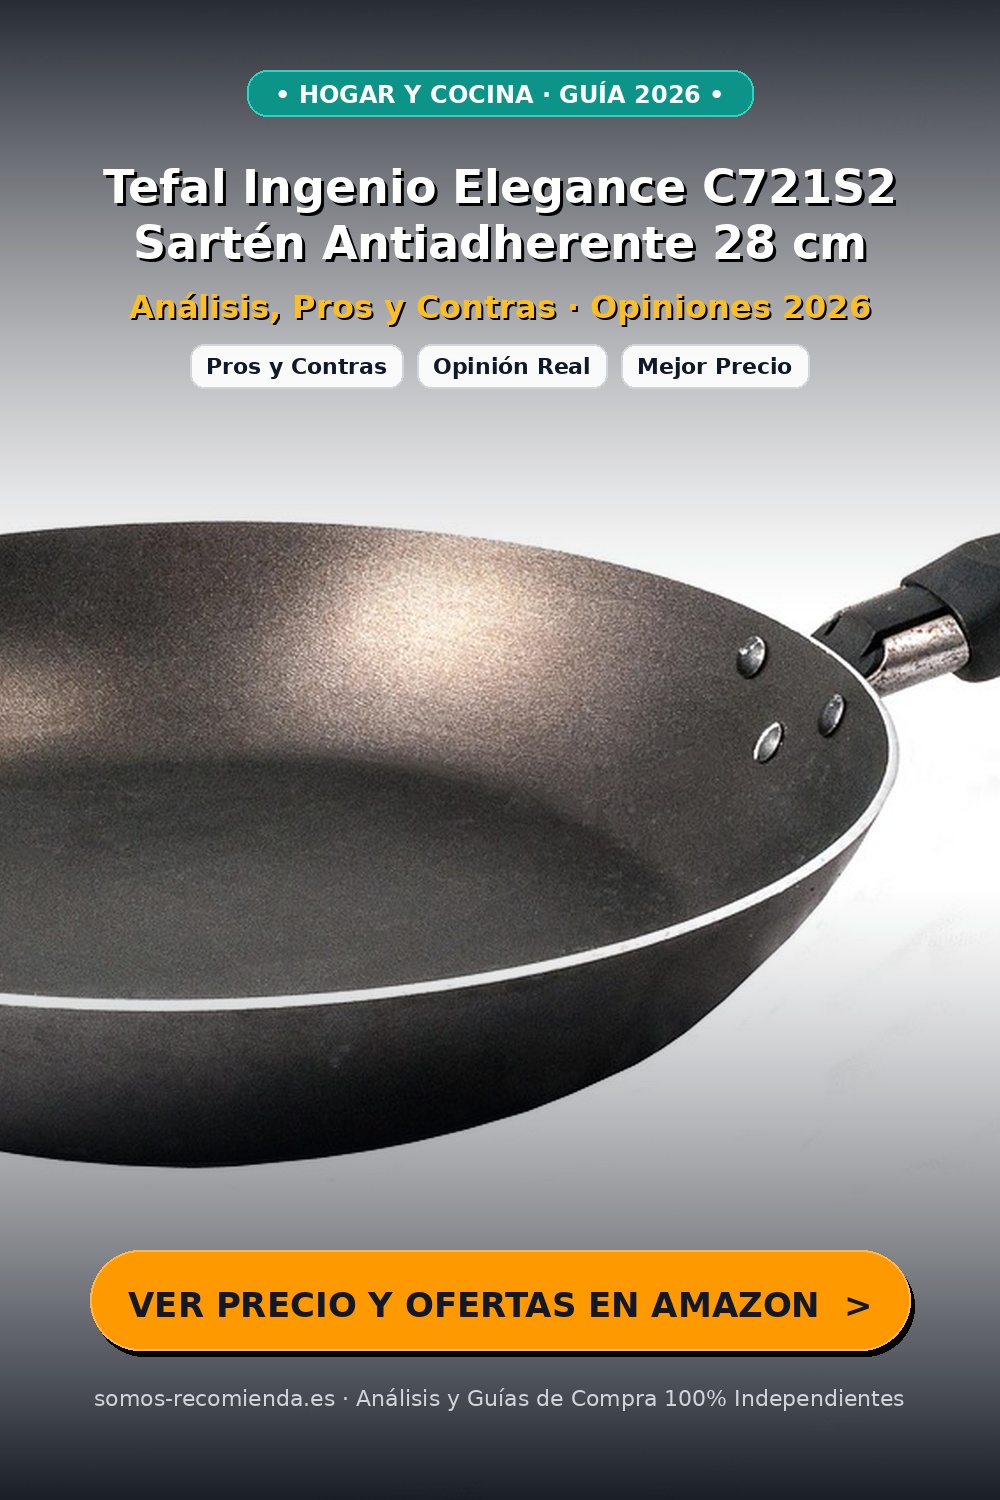 • HOGAR Y COCINA · GUÍA 2026 •
Tefal Ingenio Elegance C721S2
Sartén Antiadherente 28 cm
Análisis, Pros y Contras · Opiniones 2026
Pros y Contras
Opinión Real
Mejor Precio
VER PRECIO Y OFERTAS EN AMAZON >
somos-recomienda.es · Análisis y Guías de Compra 100% Independientes